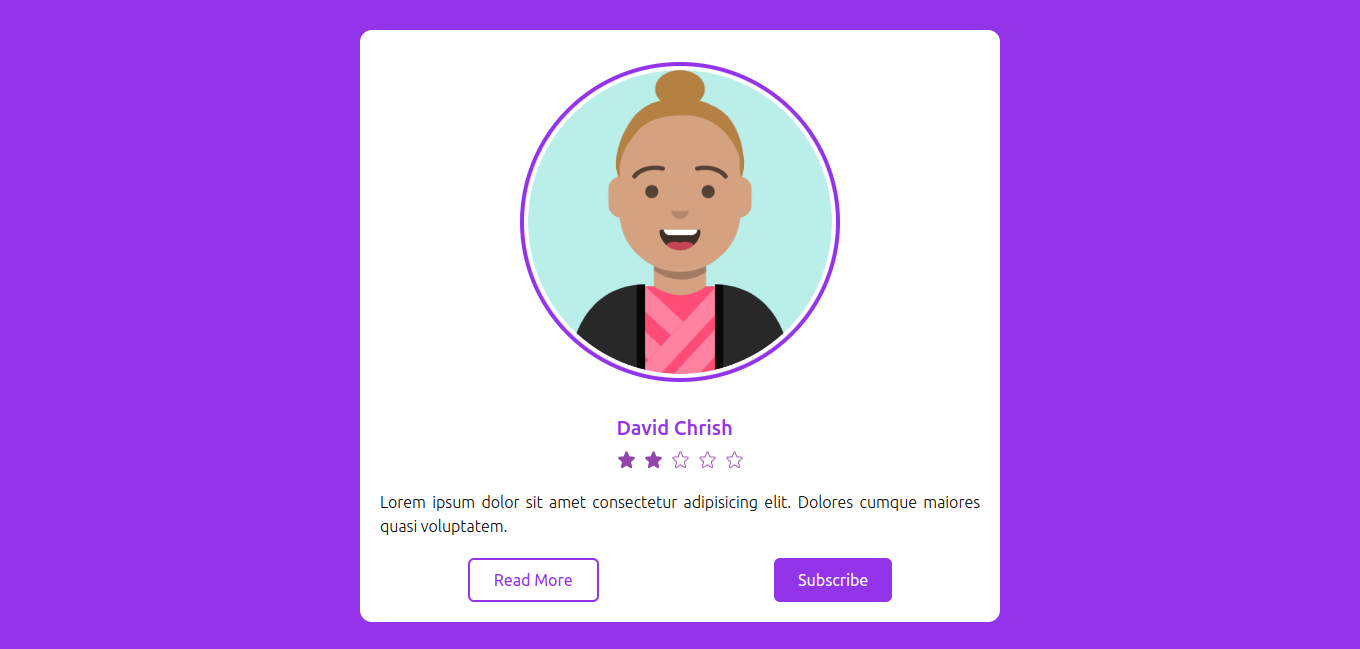 David Chrish
Lorem ipsum dolor sit amet consectetur adipisicing elit. Dolores cumque maiores
quasi voluptatem.
Read More
Subscribe